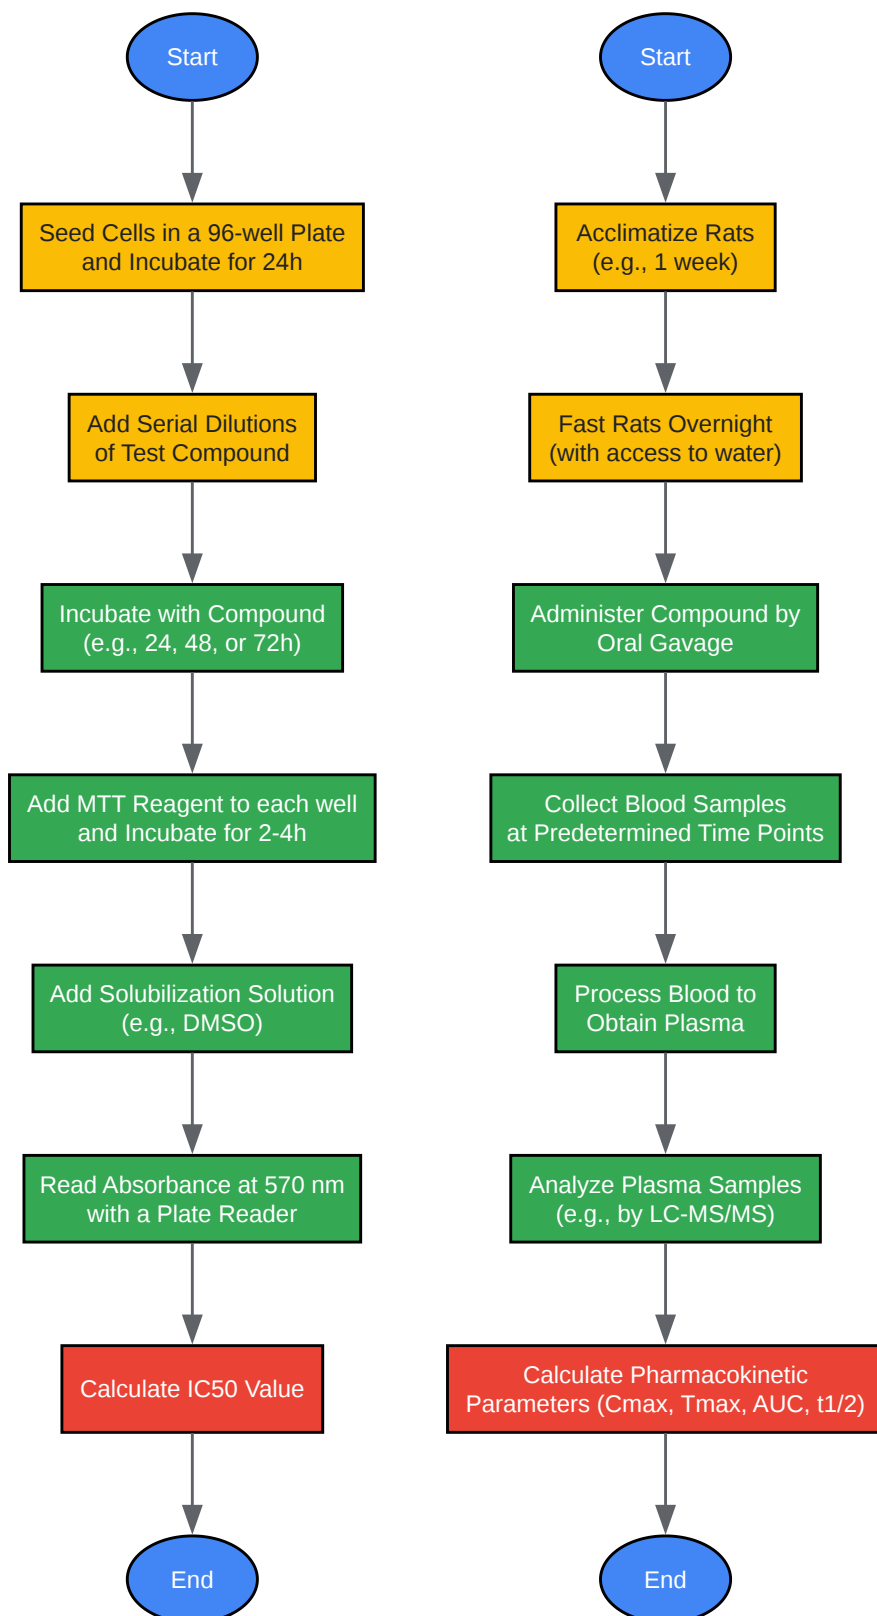 Start
Seed Cells in a 96-well Plate
and Incubate for 24h
Add Serial Dilutions
of Test Compound
Incubate with Compound
(e.g., 24, 48, or 72h)
Add MTT Reagent to each well
and Incubate for 2-4h
Add Solubilization Solution
(e.g., DMSO)
Read Absorbance at 570 nm
with a Plate Reader
Calculate IC50 Value
End
Start
Acclimatize Rats
(e.g., 1 week)
Fast Rats Overnight
(with access to water)
Administer Compound by
Oral Gavage
Collect Blood Samples
at Predetermined Time Points
Process Blood to
Obtain Plasma
Analyze Plasma Samples
(e.g., by LC-MS/MS)
Calculate Pharmacokinetic
Parameters (Cmax, Tmax, AUC, t1/2)
End